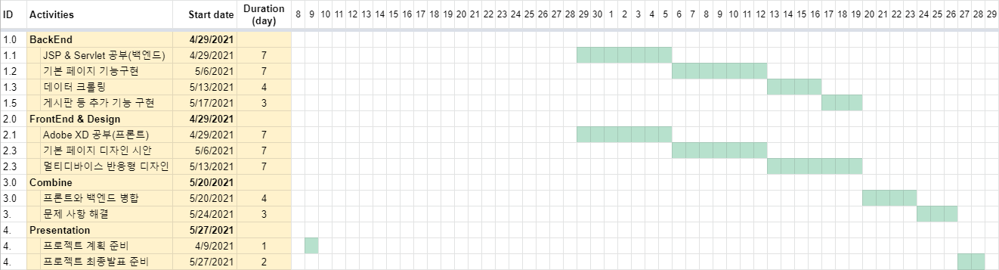 ID Activities Start date Duration (day) 8 9 10 11 12 13 14 15 16 17 18 19 20 21 22 23 24 25 26 27 28 29 30 1 2 3 4 5 6 7 8 9 10 11 12 13 14 15 16 17 18 19 20 21 22 23 24 25 26 27 28 29
1.0 BackEnd 4/29/2021
1.1 JSP & Servlet 공부(백엔드) 4/29/2021 7
1.2 기본 페이지 기능구현 5/6/2021 7
1.3 데이터 크롤링 5/13/2021 4
1.5 게시판 등 추가 기능 구현 5/17/2021 3
2.0 FrontEnd & Design 4/29/2021
2.1 Adobe XD 공부(프론트) 4/29/2021 7
2.3 기본 페이지 디자인 시안 5/6/2021 7
2.3 멀티디바이스 반응형 디자인 5/13/2021 7
3.0 Combine 5/20/2021
3.0 프론트와 백엔드 병합 5/20/2021 4
3. 문제 사항 해결 5/24/2021 3
4. Presentation 5/27/2021
4. 프로젝트 계획 준비 4/9/2021 1
4. 프로젝트 최종발표 준비 5/27/2021 2